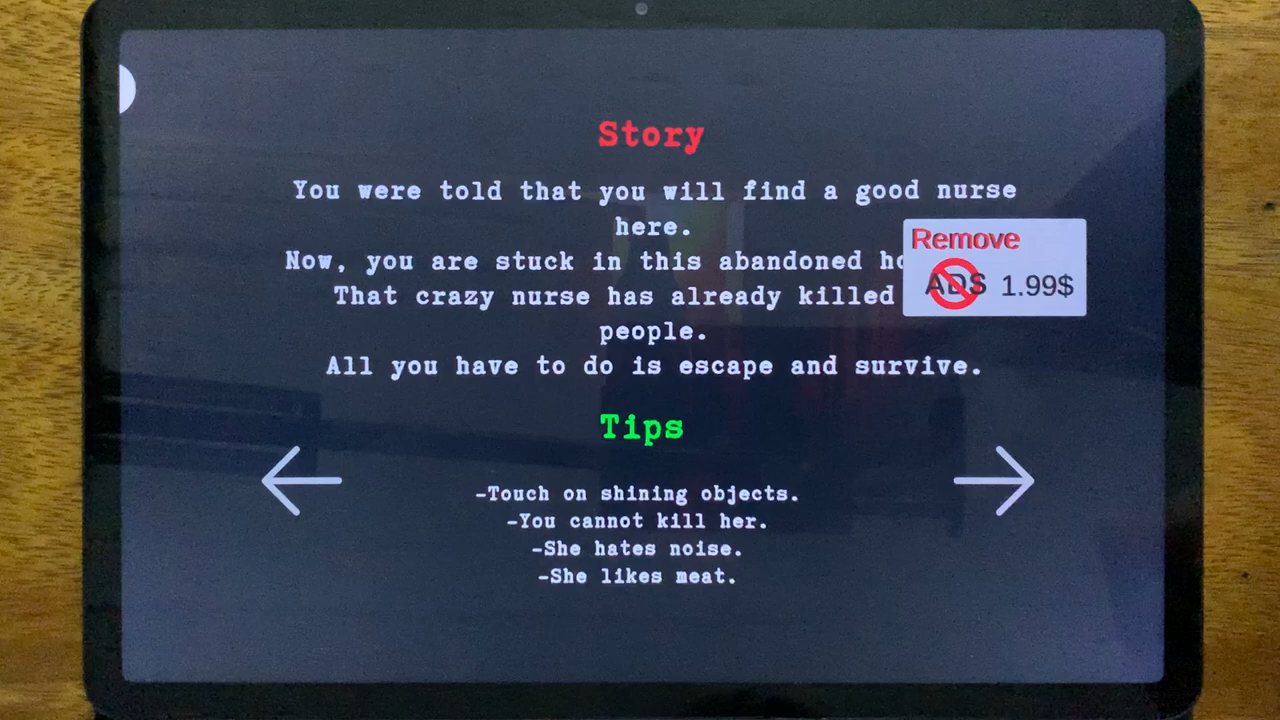 Story
You were told that you will find a good nurse
here.
Now, you are stuck in this abandoned
That crazy nurse has already killed
people.
All you have to do is escape and survive.
Remove
ADS 1.99$
Tips
-Touch on shining objects.
-You cannot kill her.
-She hates noise.
-She likes meat.